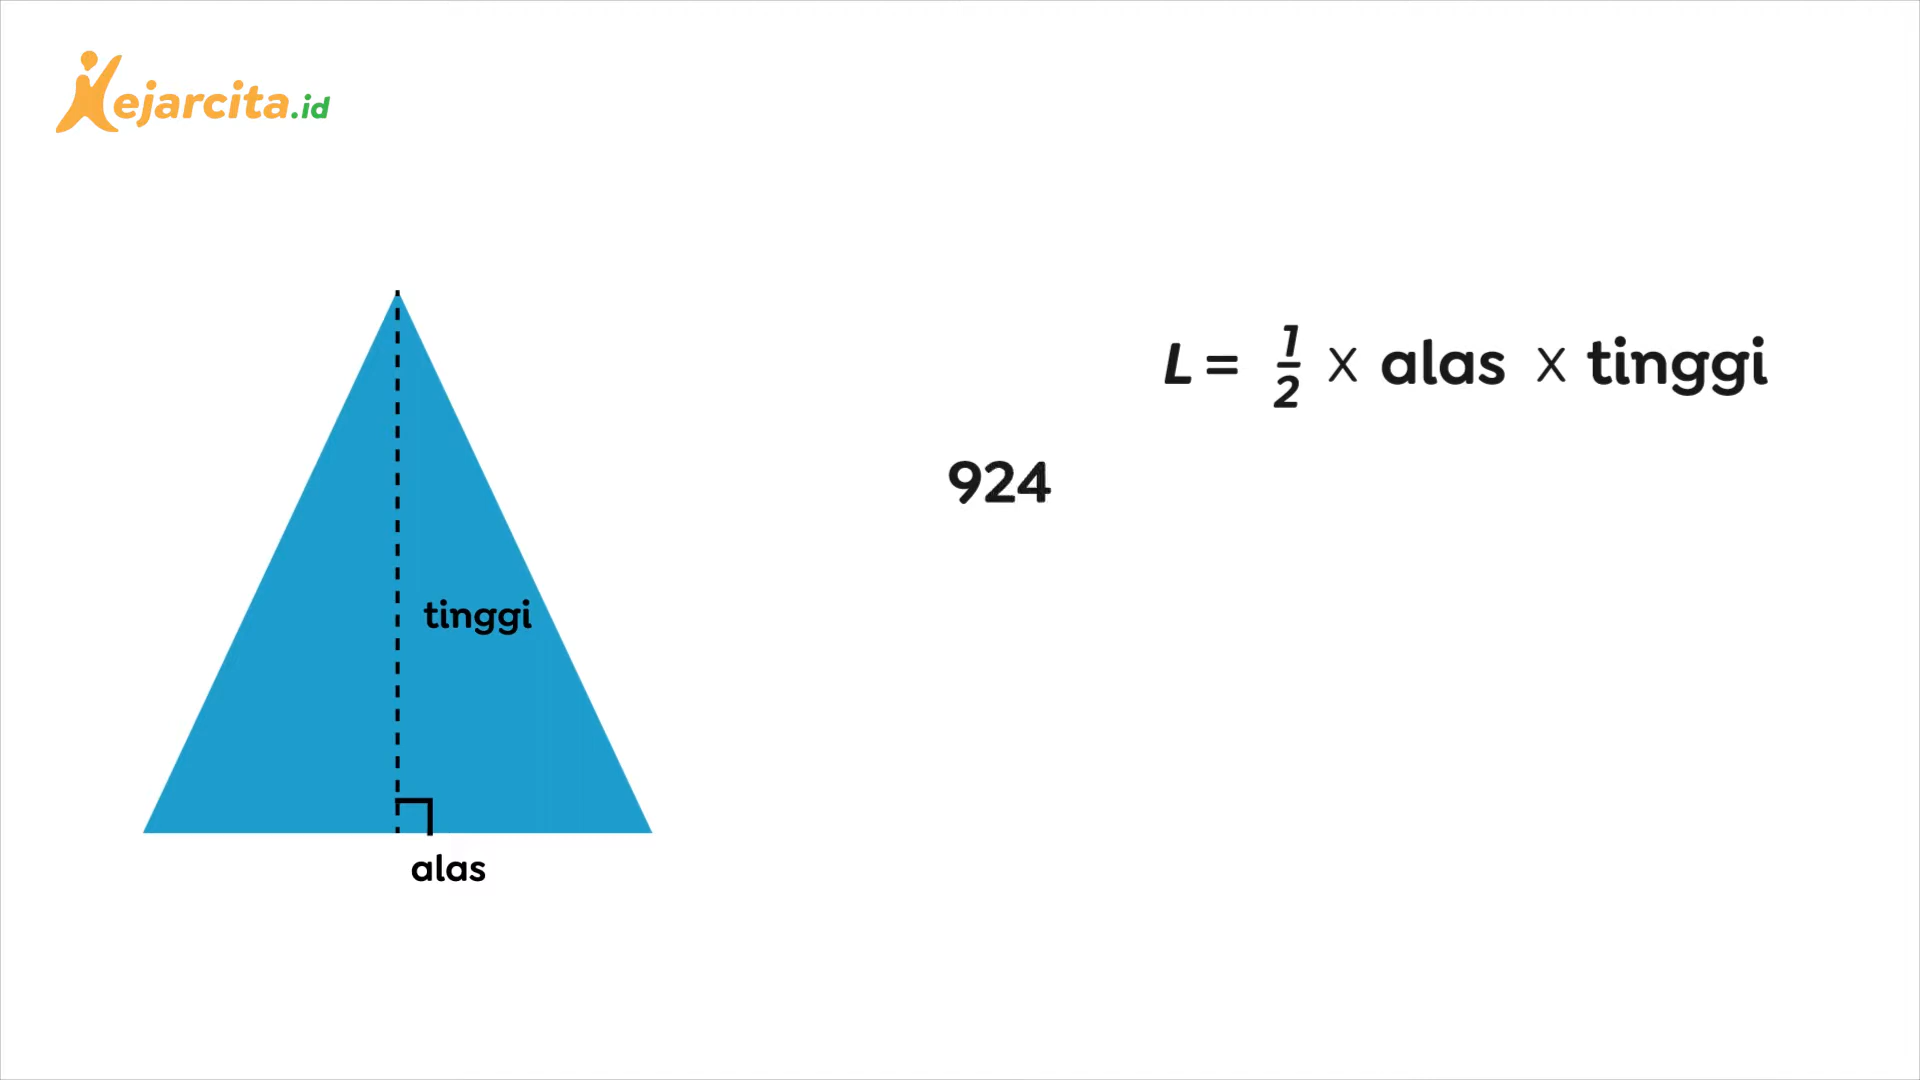 Kejarcita.id
L = 1/2 × alas × tinggi
924
tinggi
alas